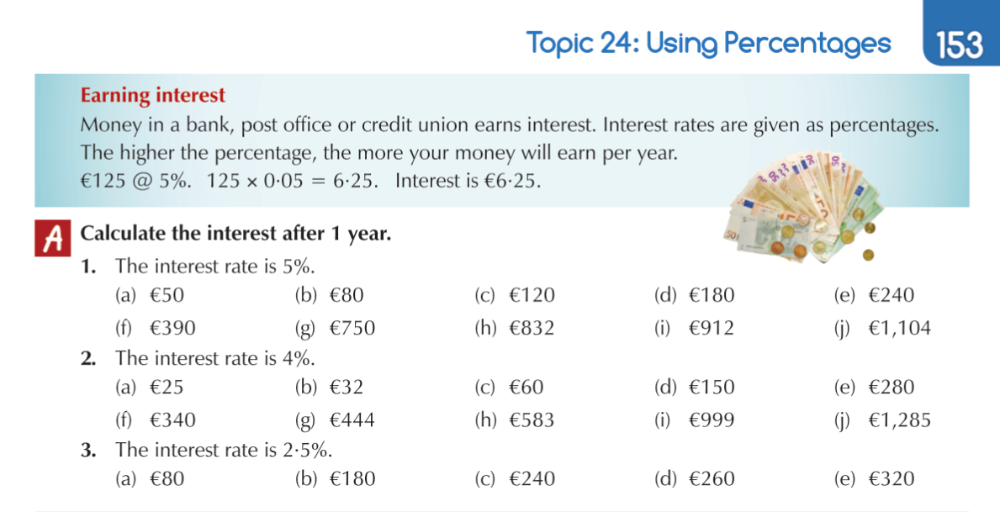 Topic 24: Using Percentages 153
Earning interest
Money in a bank, post office or credit union earns interest. Interest rates are given as percentages.
The higher the percentage, the more your money will earn per year.
€125 @ 5%. 125 × 0·05 = 6·25. Interest is €6·25.
A Calculate the interest after 1 year.
1. The interest rate is 5%.
(a) €50 (b) €80 (c) €120 (d) €180 (e) €240
(f) €390 (g) €750 (h) €832 (i) €912 (j) €1,104
2. The interest rate is 4%.
(a) €25 (b) €32 (c) €60 (d) €150 (e) €280
(f) €340 (g) €444 (h) €583 (i) €999 (j) €1,285
3. The interest rate is 2·5%.
(a) €80 (b) €180 (c) €240 (d) €260 (e) €320